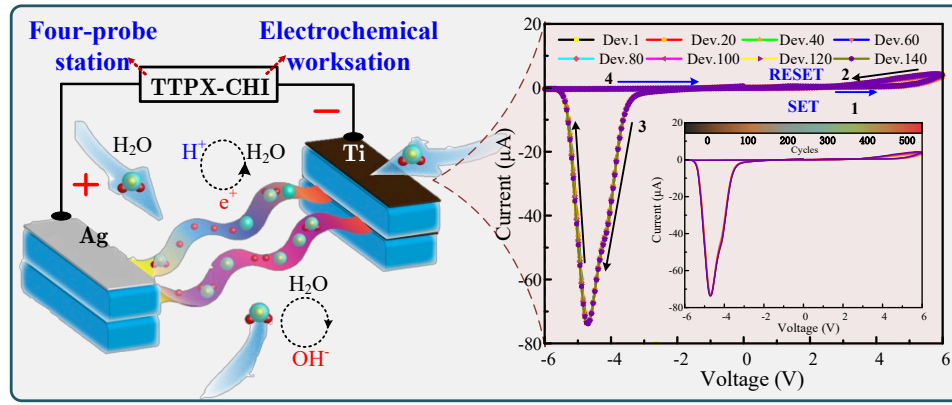 Four-probe
station
Electrochemical
worksation
TTPX-CHI
H₂O
H⁺
H₂O
e⁺
+
−
Ti
Ag
H₂O
OH⁻
20
0
-20
-40
-60
-80
Current (μA)
Dev.1 Dev.20 Dev.40 Dev.60
Dev.80 Dev.100 Dev.120 Dev.140
4 RESET 2
SET 1
3
0 100 200 300 400 500
Cycles
20
0
-20
-40
-60
-80
Current (μA)
-6 -4 -2 0 2 4 6
Voltage (V)
-6 -4 -2 0 2 4 6
Voltage (V)